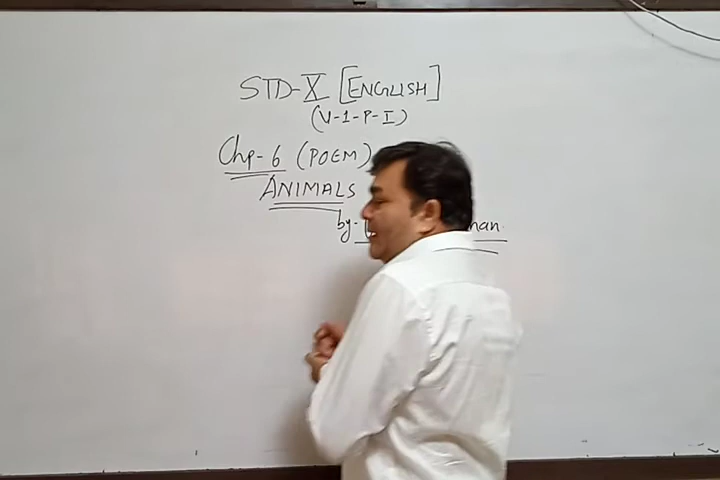 STD-X [ENGLISH]
(V-1-P-I)
Chp-6 (POEM)
ANIMALS
by-